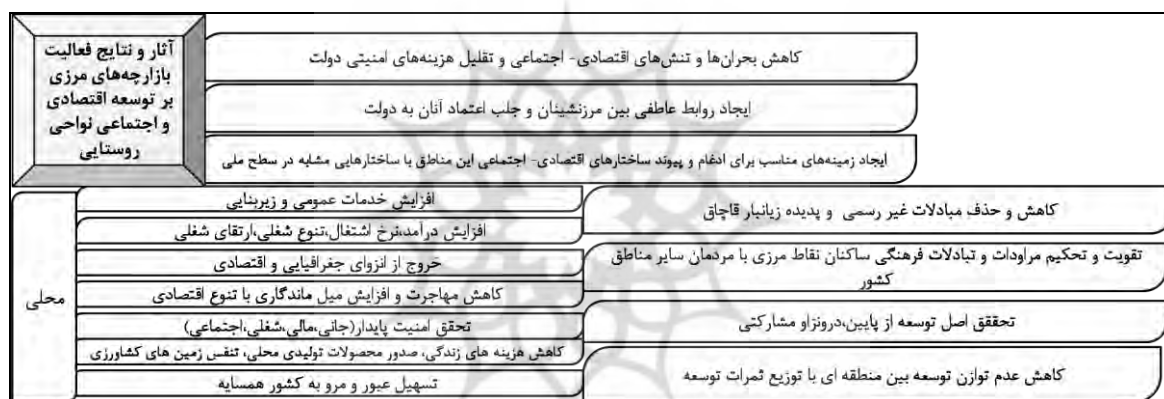 آثار و نتایج فعالیت
بازارچه‌های مرزی
بر توسعه اقتصادی
و اجتماعی نواحی
روستایی
کاهش بحران‌ها و تنش‌های اقتصادی- اجتماعی و تقلیل هزینه‌های امنیتی دولت
ایجاد روابط عاطفی بین مرزنشینان و جلب اعتماد آنان به دولت
ایجاد زمینه‌های مناسب برای ادغام و پیوند ساختارهای اقتصادی- اجتماعی این مناطق با ساختارهایی مشابه در سطح ملی
کاهش و حذف مبادلات غیر رسمی و پدیده زیانبار قاچاق
تقویت و تحکیم مراودات و تبادلات فرهنگی ساکنان نقاط مرزی با مردمان سایر مناطق
کشور
تحققق اصل توسعه از پایین،درونزاو مشارکتی
کاهش عدم توازن توسعه بین منطقه ای با توزیع ثمرات توسعه
محلی
افزایش خدمات عمومی و زیربنایی
افزایش درآمد،نرخ اشتغال،تنوع شغلی،ارتقای شغلی
خروج از انزوای جغرافیایی و اقتصادی
کاهش مهاجرت و افزایش میل ماندگاری با تنوع اقتصادی
تحقق امنیت پایدار(جانی،مالی،شغلی،اجتماعی)
کاهش هزینه های زندگی، صدور محصولات تولیدی محلی، تنفس زمین های کشاورزی
تسهیل عبور و مرو به کشور همسایه